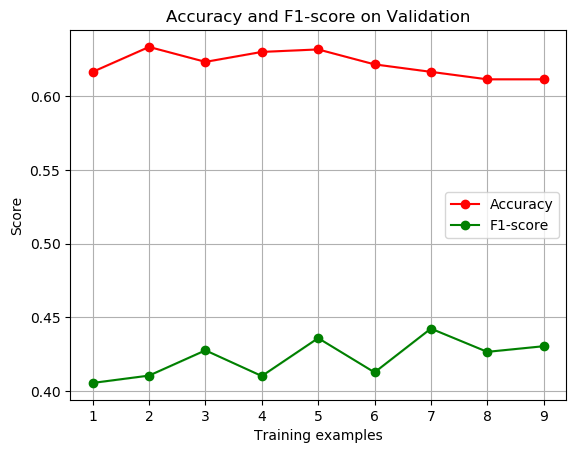 Accuracy and F1-score on Validation
Score
0.60
0.55
0.50
0.45
0.40
Accuracy
F1-score
1 2 3 4 5 6 7 8 9
Training examples